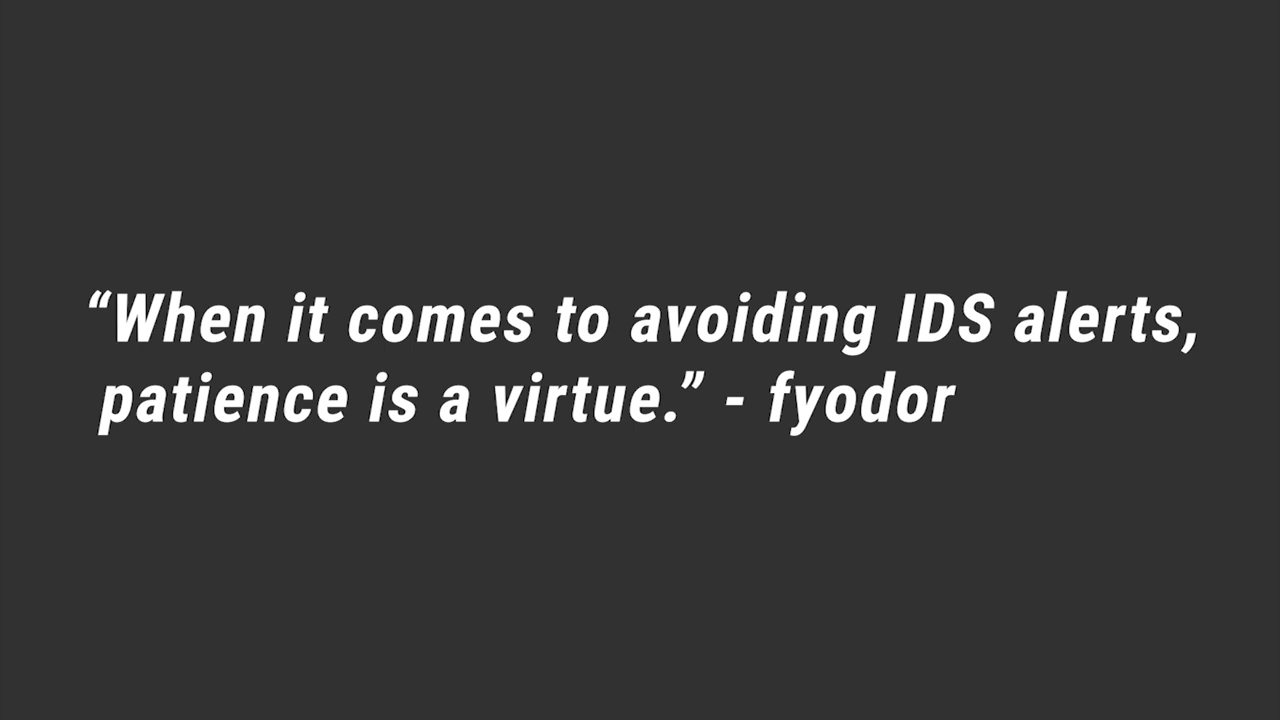 “When it comes to avoiding IDS alerts,
patience is a virtue.” - fyodor